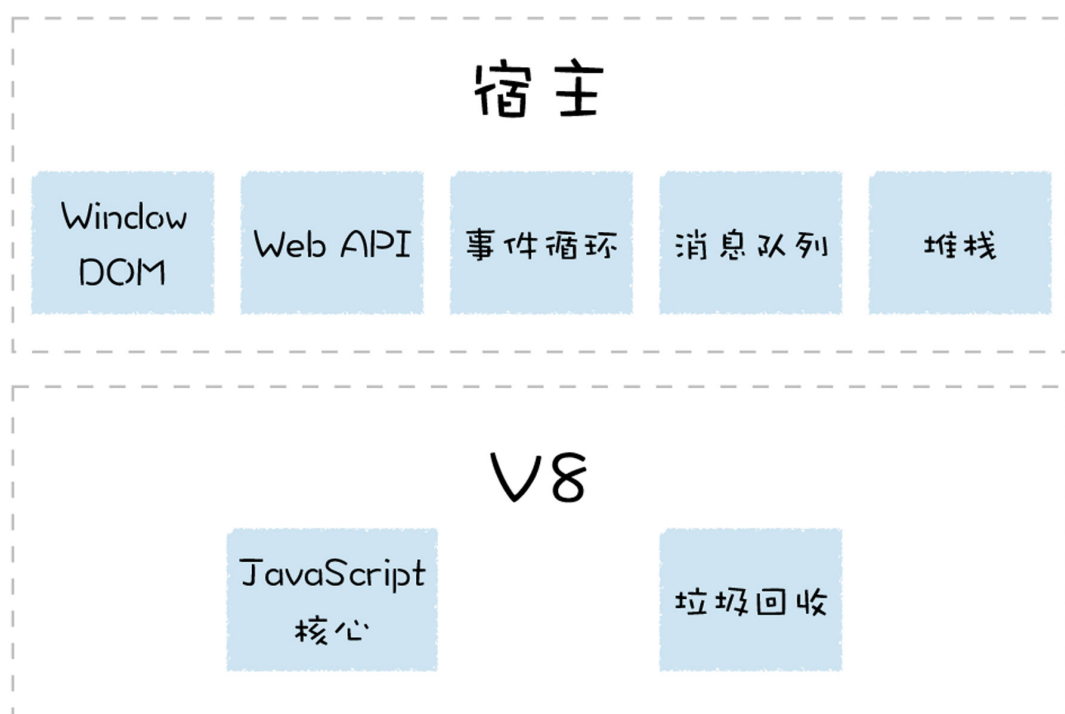 宿主
Window
DOM
Web API
事件循环
消息队列
堆栈
V8
JavaScript
核心
垃圾回收